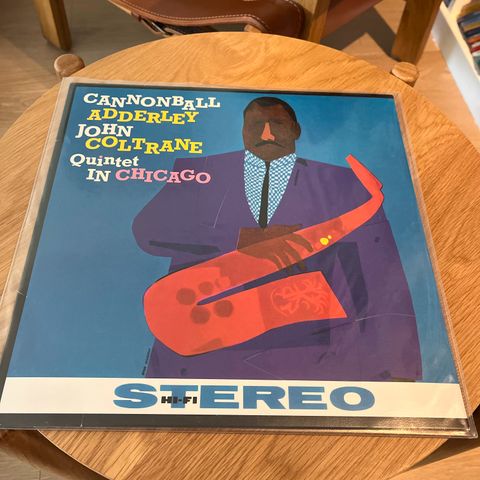 CANNONBALL
ADDERLEY
JOHN
COLTRANE
Quintet
IN CHICAGO
STEREO
HI-FI